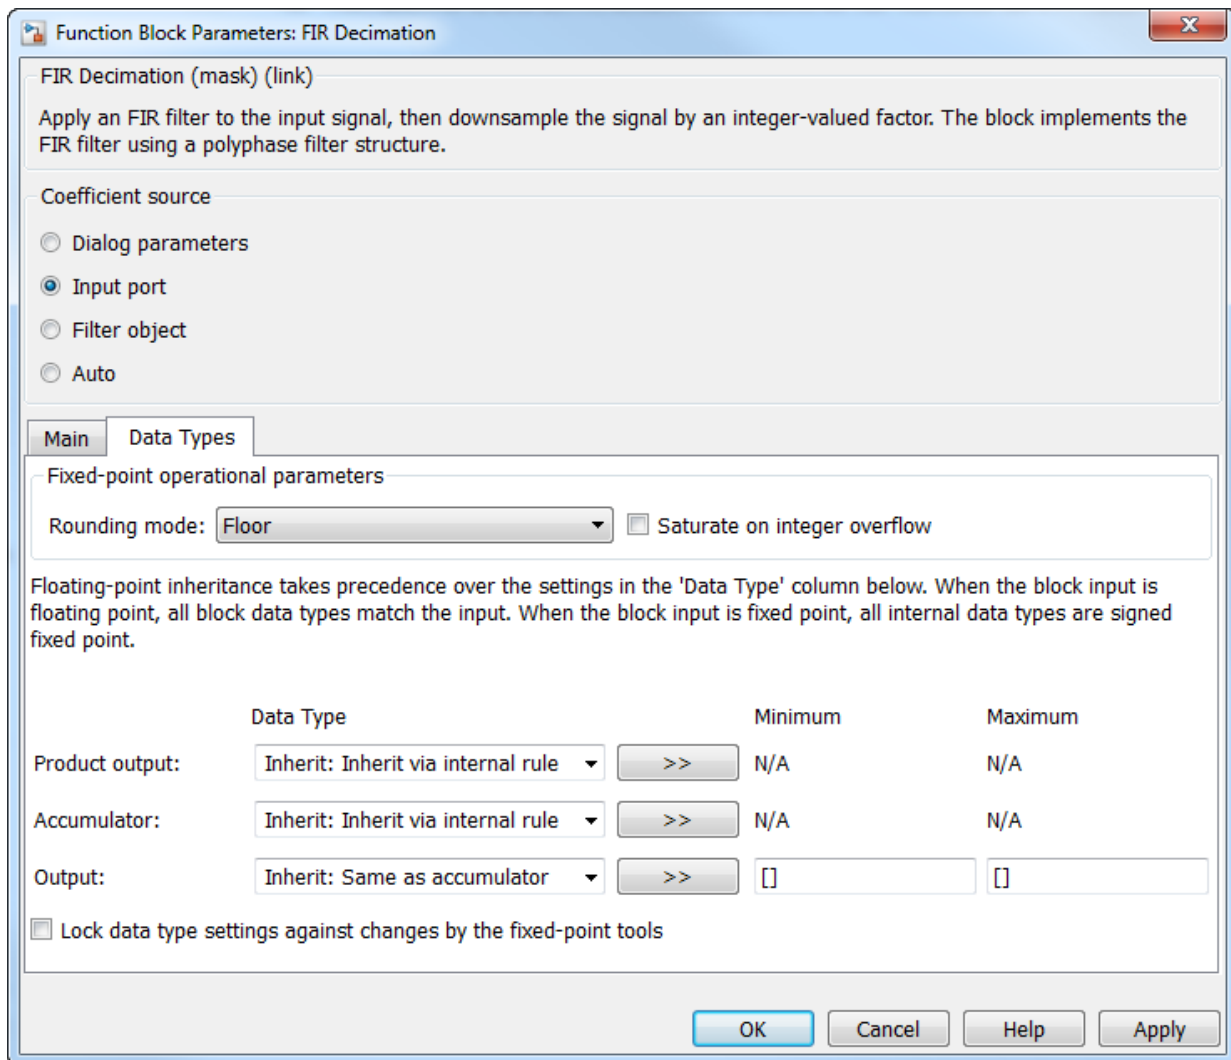 Function Block Parameters: FIR Decimation
X
FIR Decimation (mask) (link)
Apply an FIR filter to the input signal, then downsample the signal by an integer-valued factor. The block implements the
FIR filter using a polyphase filter structure.
Coefficient source
Dialog parameters
Input port
Filter object
Auto
Main Data Types
Fixed-point operational parameters
Rounding mode: Floor Saturate on integer overflow
Floating-point inheritance takes precedence over the settings in the 'Data Type' column below. When the block input is
floating point, all block data types match the input. When the block input is fixed point, all internal data types are signed
fixed point.
Data Type Minimum Maximum
Product output: Inherit: Inherit via internal rule >> N/A N/A
Accumulator: Inherit: Inherit via internal rule >> N/A N/A
Output: Inherit: Same as accumulator >> [] []
Lock data type settings against changes by the fixed-point tools
OK Cancel Help Apply